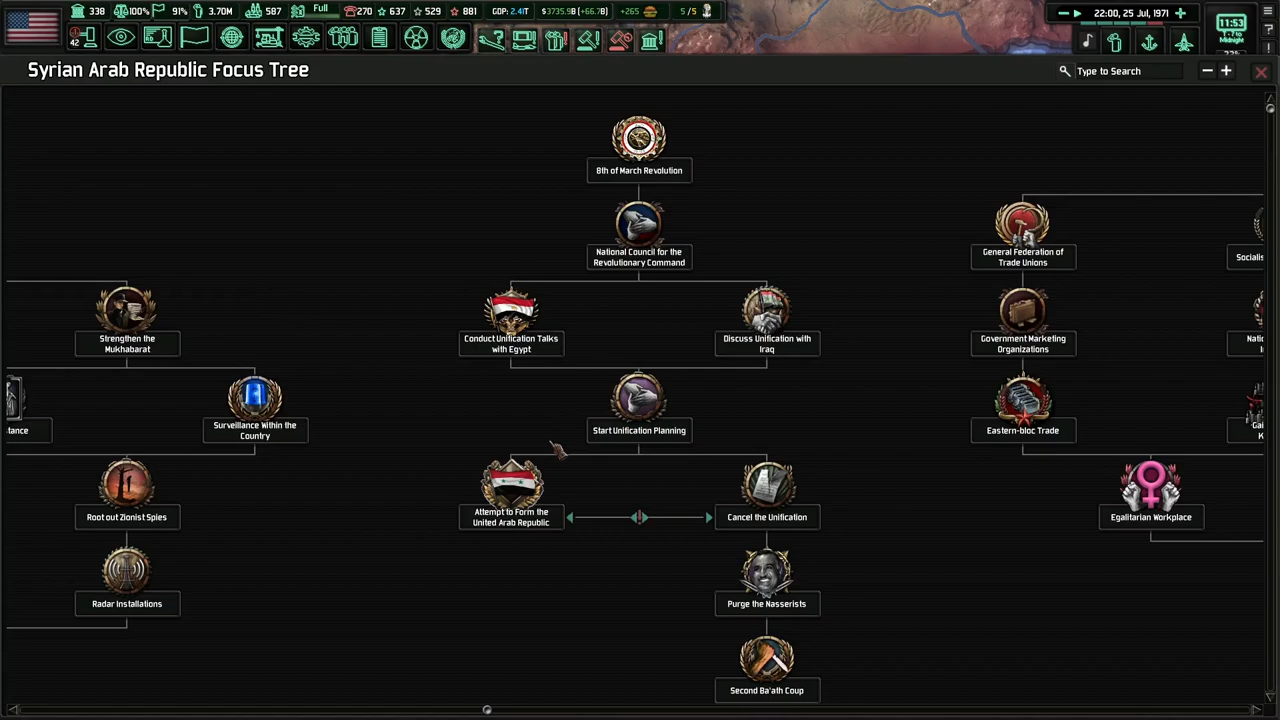 338 100% 91% 3.70M 587 Full 270 637 529 881 GDP: 2.4T $3735.9B (+66.7B) +265 5/5
22:00, 25 Jul, 1971
11:53
42
Syrian Arab Republic Focus Tree
Type to Search
8th of March Revolution
National Council for the
Revolutionary Command
General Federation of
Trade Unions
Socialis
Strengthen the
Mukhabarat
Conduct Unification Talks
with Egypt
Discuss Unification with
Iraq
Government Marketing
Organizations
tance
Surveillance Within the
Country
Start Unification Planning
Eastern-bloc Trade
Root out Zionist Spies
Attempt to Form the
United Arab Republic
Cancel the Unification
Egalitarian Workplace
Radar Installations
Purge the Nasserists
Second Ba'ath Coup